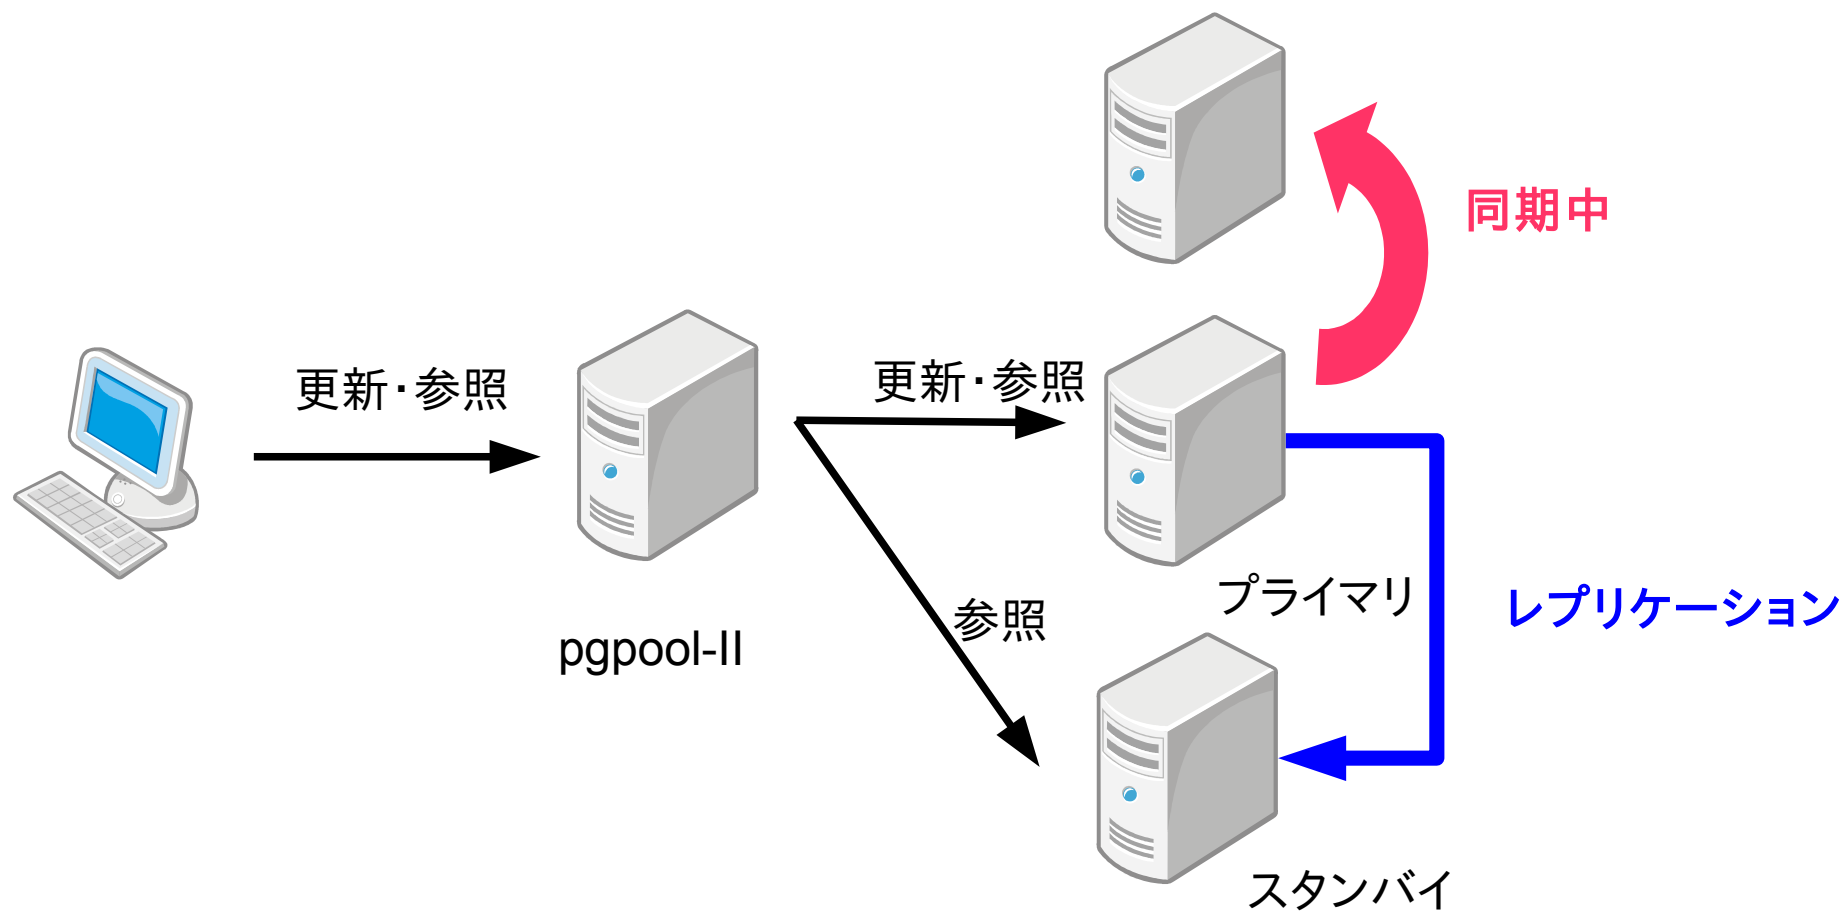 同期中
更新・参照
更新・参照
プライマリ
レプリケーション
参照
pgpool-II
スタンバイ